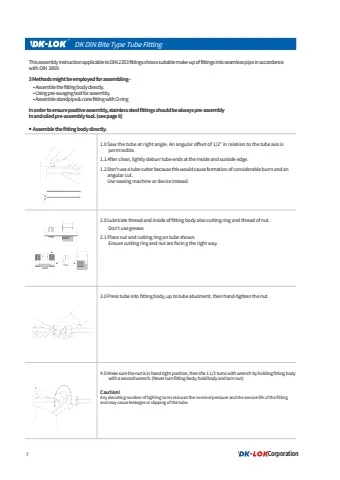 DK-LOK® DK DIN Bite Type Tube Fitting
This assembly instruction applicable to DIN 2353 fittings shows suitable make-up of fittings into seamless pipe in accordance
with DIN 3859.
3 Methods might be employed for assembling -
• Assemble the fitting body directly.
• Using pre-swaging tool for assembly.
• Assemble standpipe & core fitting with O-ring
In order to ensure positive assembly, stainless steel fittings should be always pre-assembly
in and oiled pre-assembly tool. (see page 9)
• Assemble the fitting body directly.
1.0 Saw the tube at right angle. An angular offset of 1/2° in relation to the tube axis is
permissible.
1.1 After clean, lightly deburr tube ends at the inside and outside edge.
1.2 Don't use a tube cutter because this would cause formation of considerable burrs and an
angular cut.
Use sawing machine or device instead.
2.0 Lubricate thread and inside of fitting body also cutting ring and thread of nut.
Don't use grease.
2.1 Place nut and cutting ring on tube shown.
Ensure cutting ring and nut are facing the right way.
3.0 Press tube into fitting body, up to tube abutment, then hand-tighten the nut.
4.0 Make sure the nut is in hand tight position, then the 1 1/2 turns with wrench by holding fitting body
with a second wrench. (Never turn fitting body, hold body and turn nut)
Caution!
Any deviating number of tighting turns reduces the nominal pressure and the service life of the fitting
and may cause leakages or slipping of the tube.
7 DK-LOK Corporation